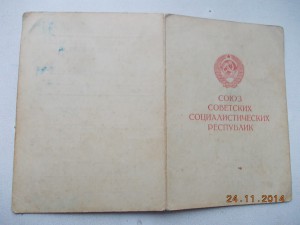 СОЮЗ
СОВЕТСКИХ
СОЦИАЛИСТИЧЕСКИХ
РЕСПУБЛИК
24.11.2014